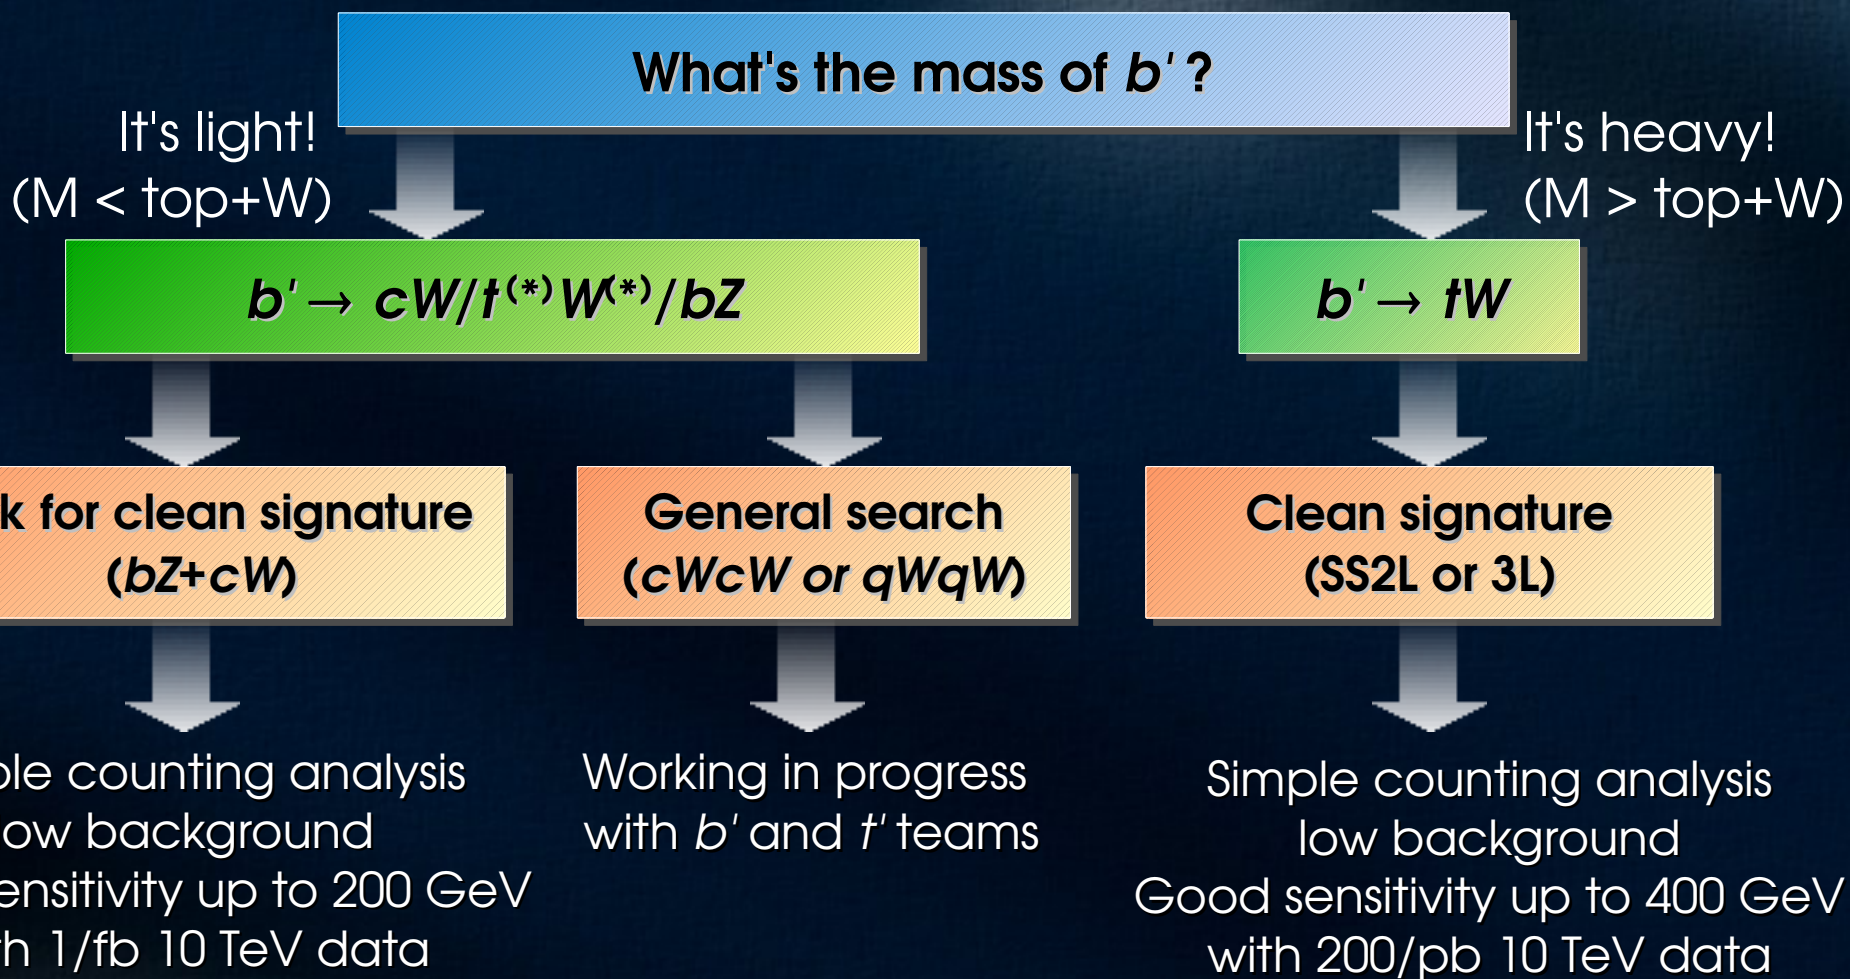 What's the mass of b' ?
It's light!
(M < top+W)
It's heavy!
(M > top+W)
b' → cW/t(*)W(*)/bZ
b' → tW
k for clean signature
(bZ+cW)
General search
(cWcW or qWqW)
Clean signature
(SS2L or 3L)
ple counting analysis
ow background
ensitivity up to 200 GeV
th 1/fb 10 TeV data
Working in progress
with b' and t' teams
Simple counting analysis
low background
Good sensitivity up to 400 GeV
with 200/pb 10 TeV data